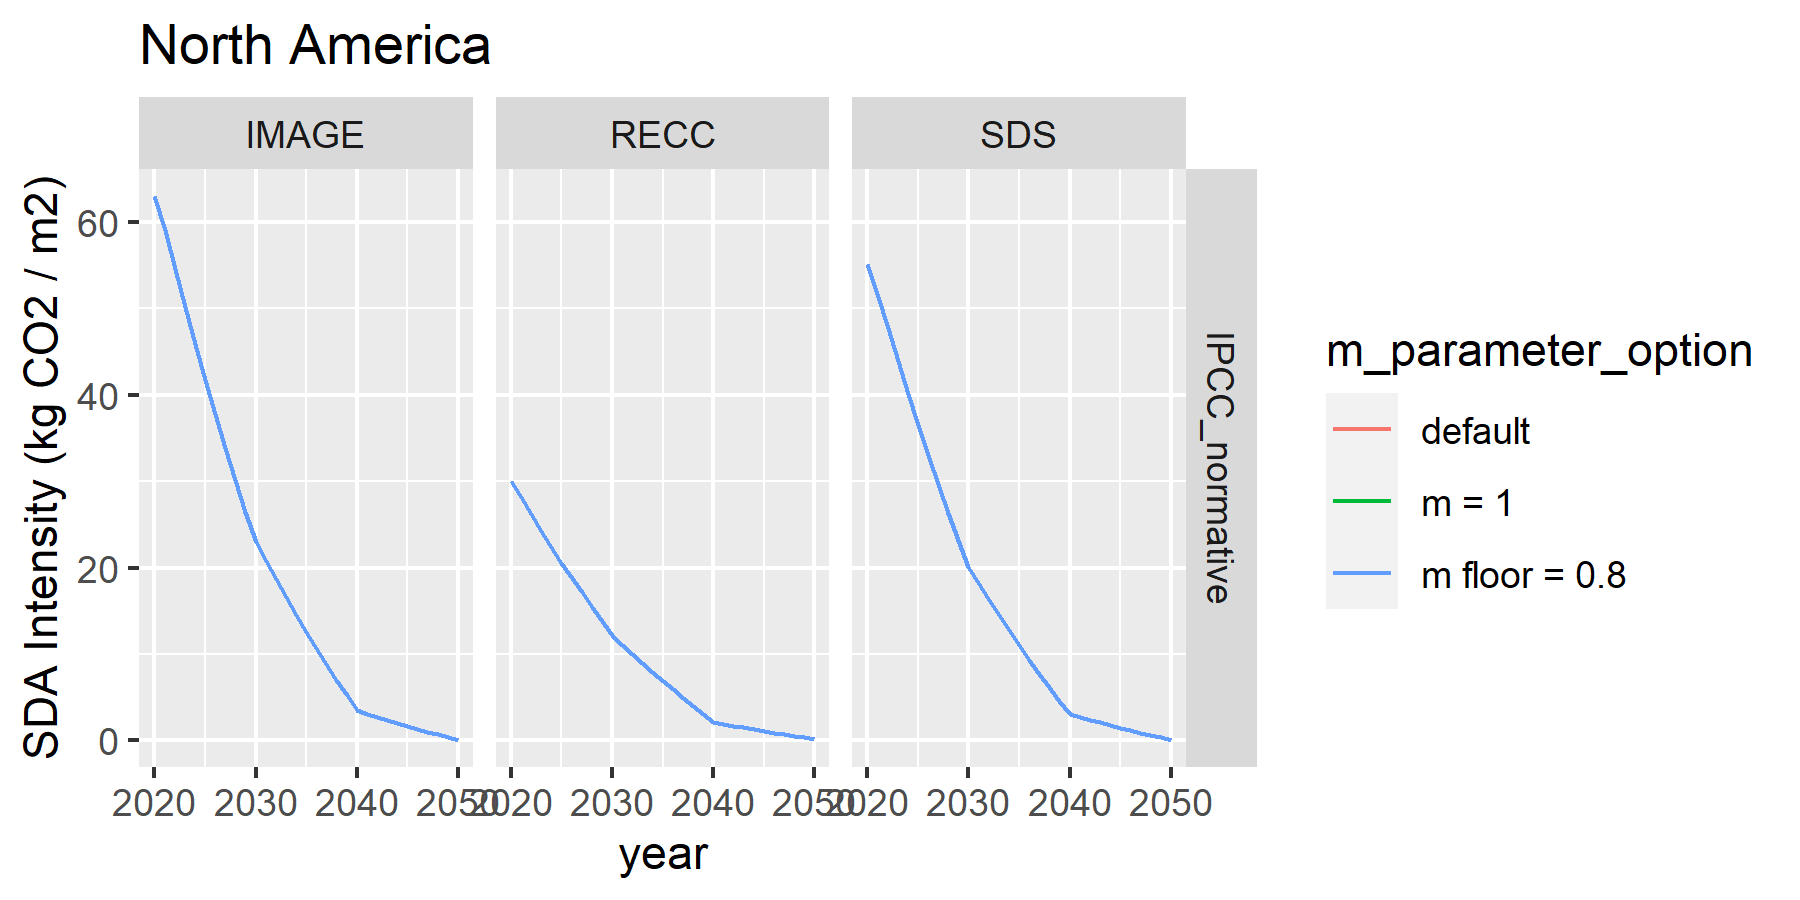 North America
IMAGE RECC SDS
SDA Intensity (kg CO2 / m2)
60
40
20
0
IPCC_normative
2020 2030 2040 2050 2020 2030 2040 2050 2020 2030 2040 2050
year
m_parameter_option
default
m = 1
m floor = 0.8